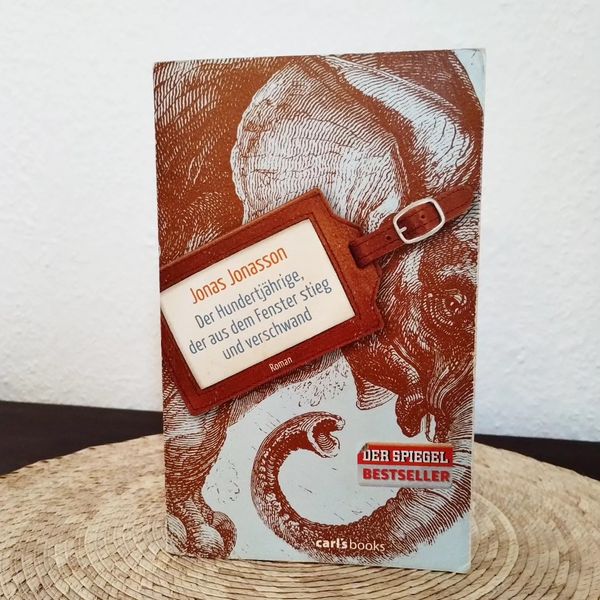 Jonas Jonasson
Der Hundertjährige,
der aus dem Fenster stieg
und verschwand
Roman
DER SPIEGEL
BESTSELLER
carl's books